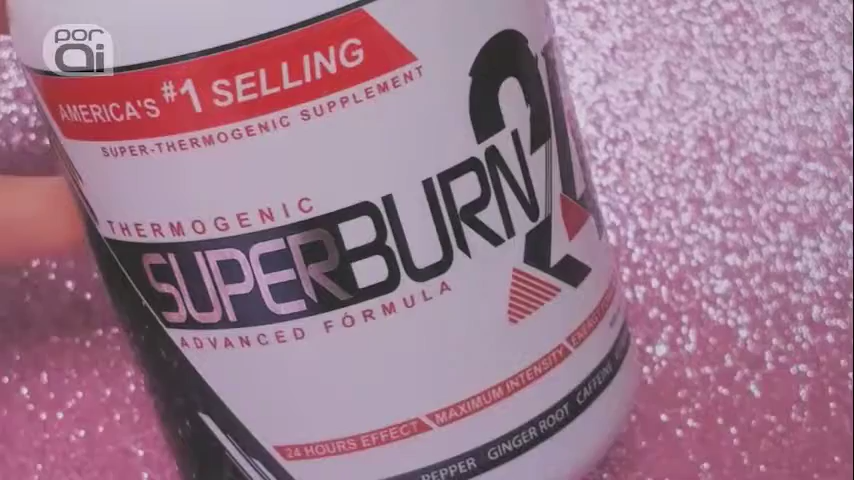 por
ai
AMERICA'S #1 SELLING
SUPER-THERMOGENIC SUPPLEMENT
THERMOGENIC
SUPERBURN
ADVANCED FÓRMULA
24 HOURS EFFECT MAXIMUM INTENSITY
PEPPER GINGER ROOT CAFFEINE